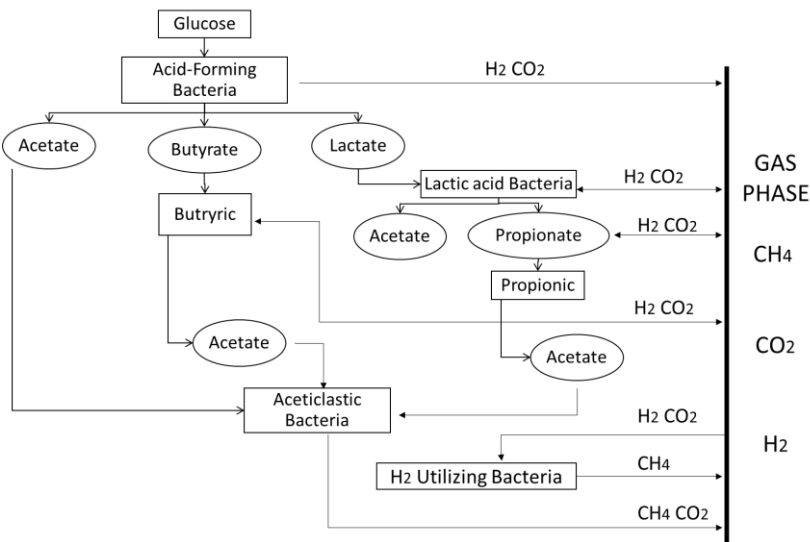 Glucose
Acid-Forming
Bacteria
H2 CO2
Acetate
Butyrate
Lactate
Lactic acid Bacteria
H2 CO2
GAS
PHASE
Butryric
Acetate
Propionate
H2 CO2
CH4
Propionic
H2 CO2
Acetate
Acetate
CO2
Aceticlastic
Bacteria
H2 CO2
H2
H2 Utilizing Bacteria
CH4
CH4 CO2